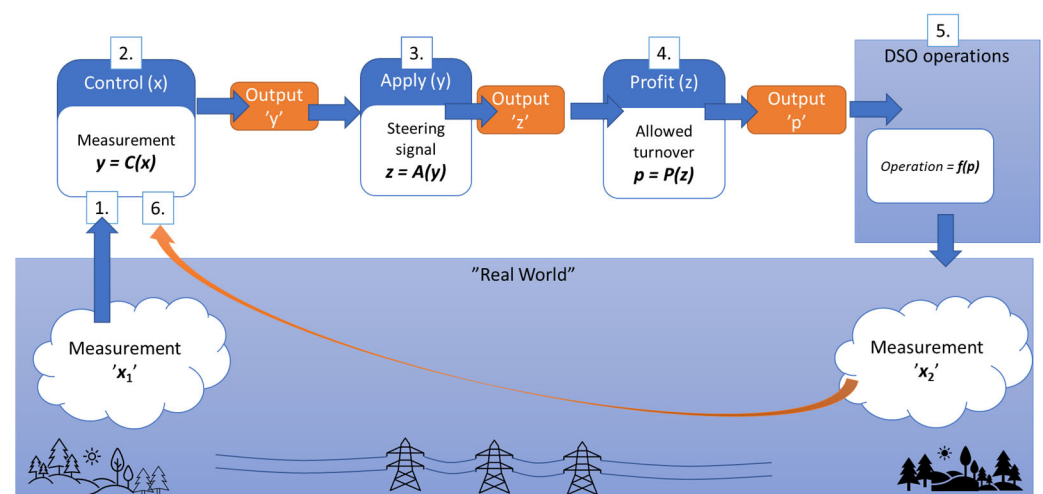 2.
Control (x)
Measurement
y = C(x)
1.
6.
Output
'y'
3.
Apply (y)
Steering
signal
z = A(y)
Output
'z'
4.
Profit (z)
Allowed
turnover
p = P(z)
Output
'p'
5.
DSO operations
Operation = f(p)
”Real World”
Measurement
'x₁'
Measurement
'x₂'